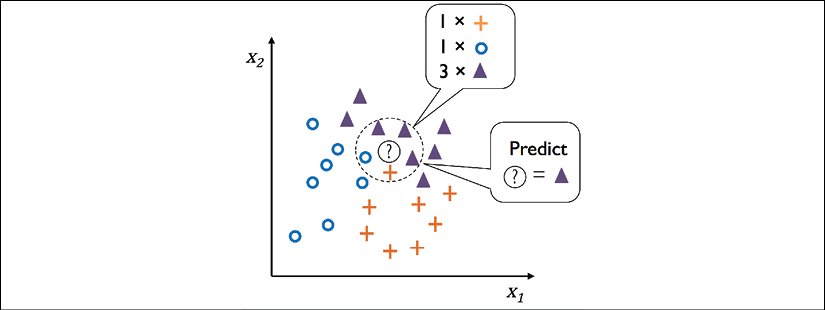 1 × +
1 × ○
3 × ▲
x₂
?
Predict
? = ▲
x₁